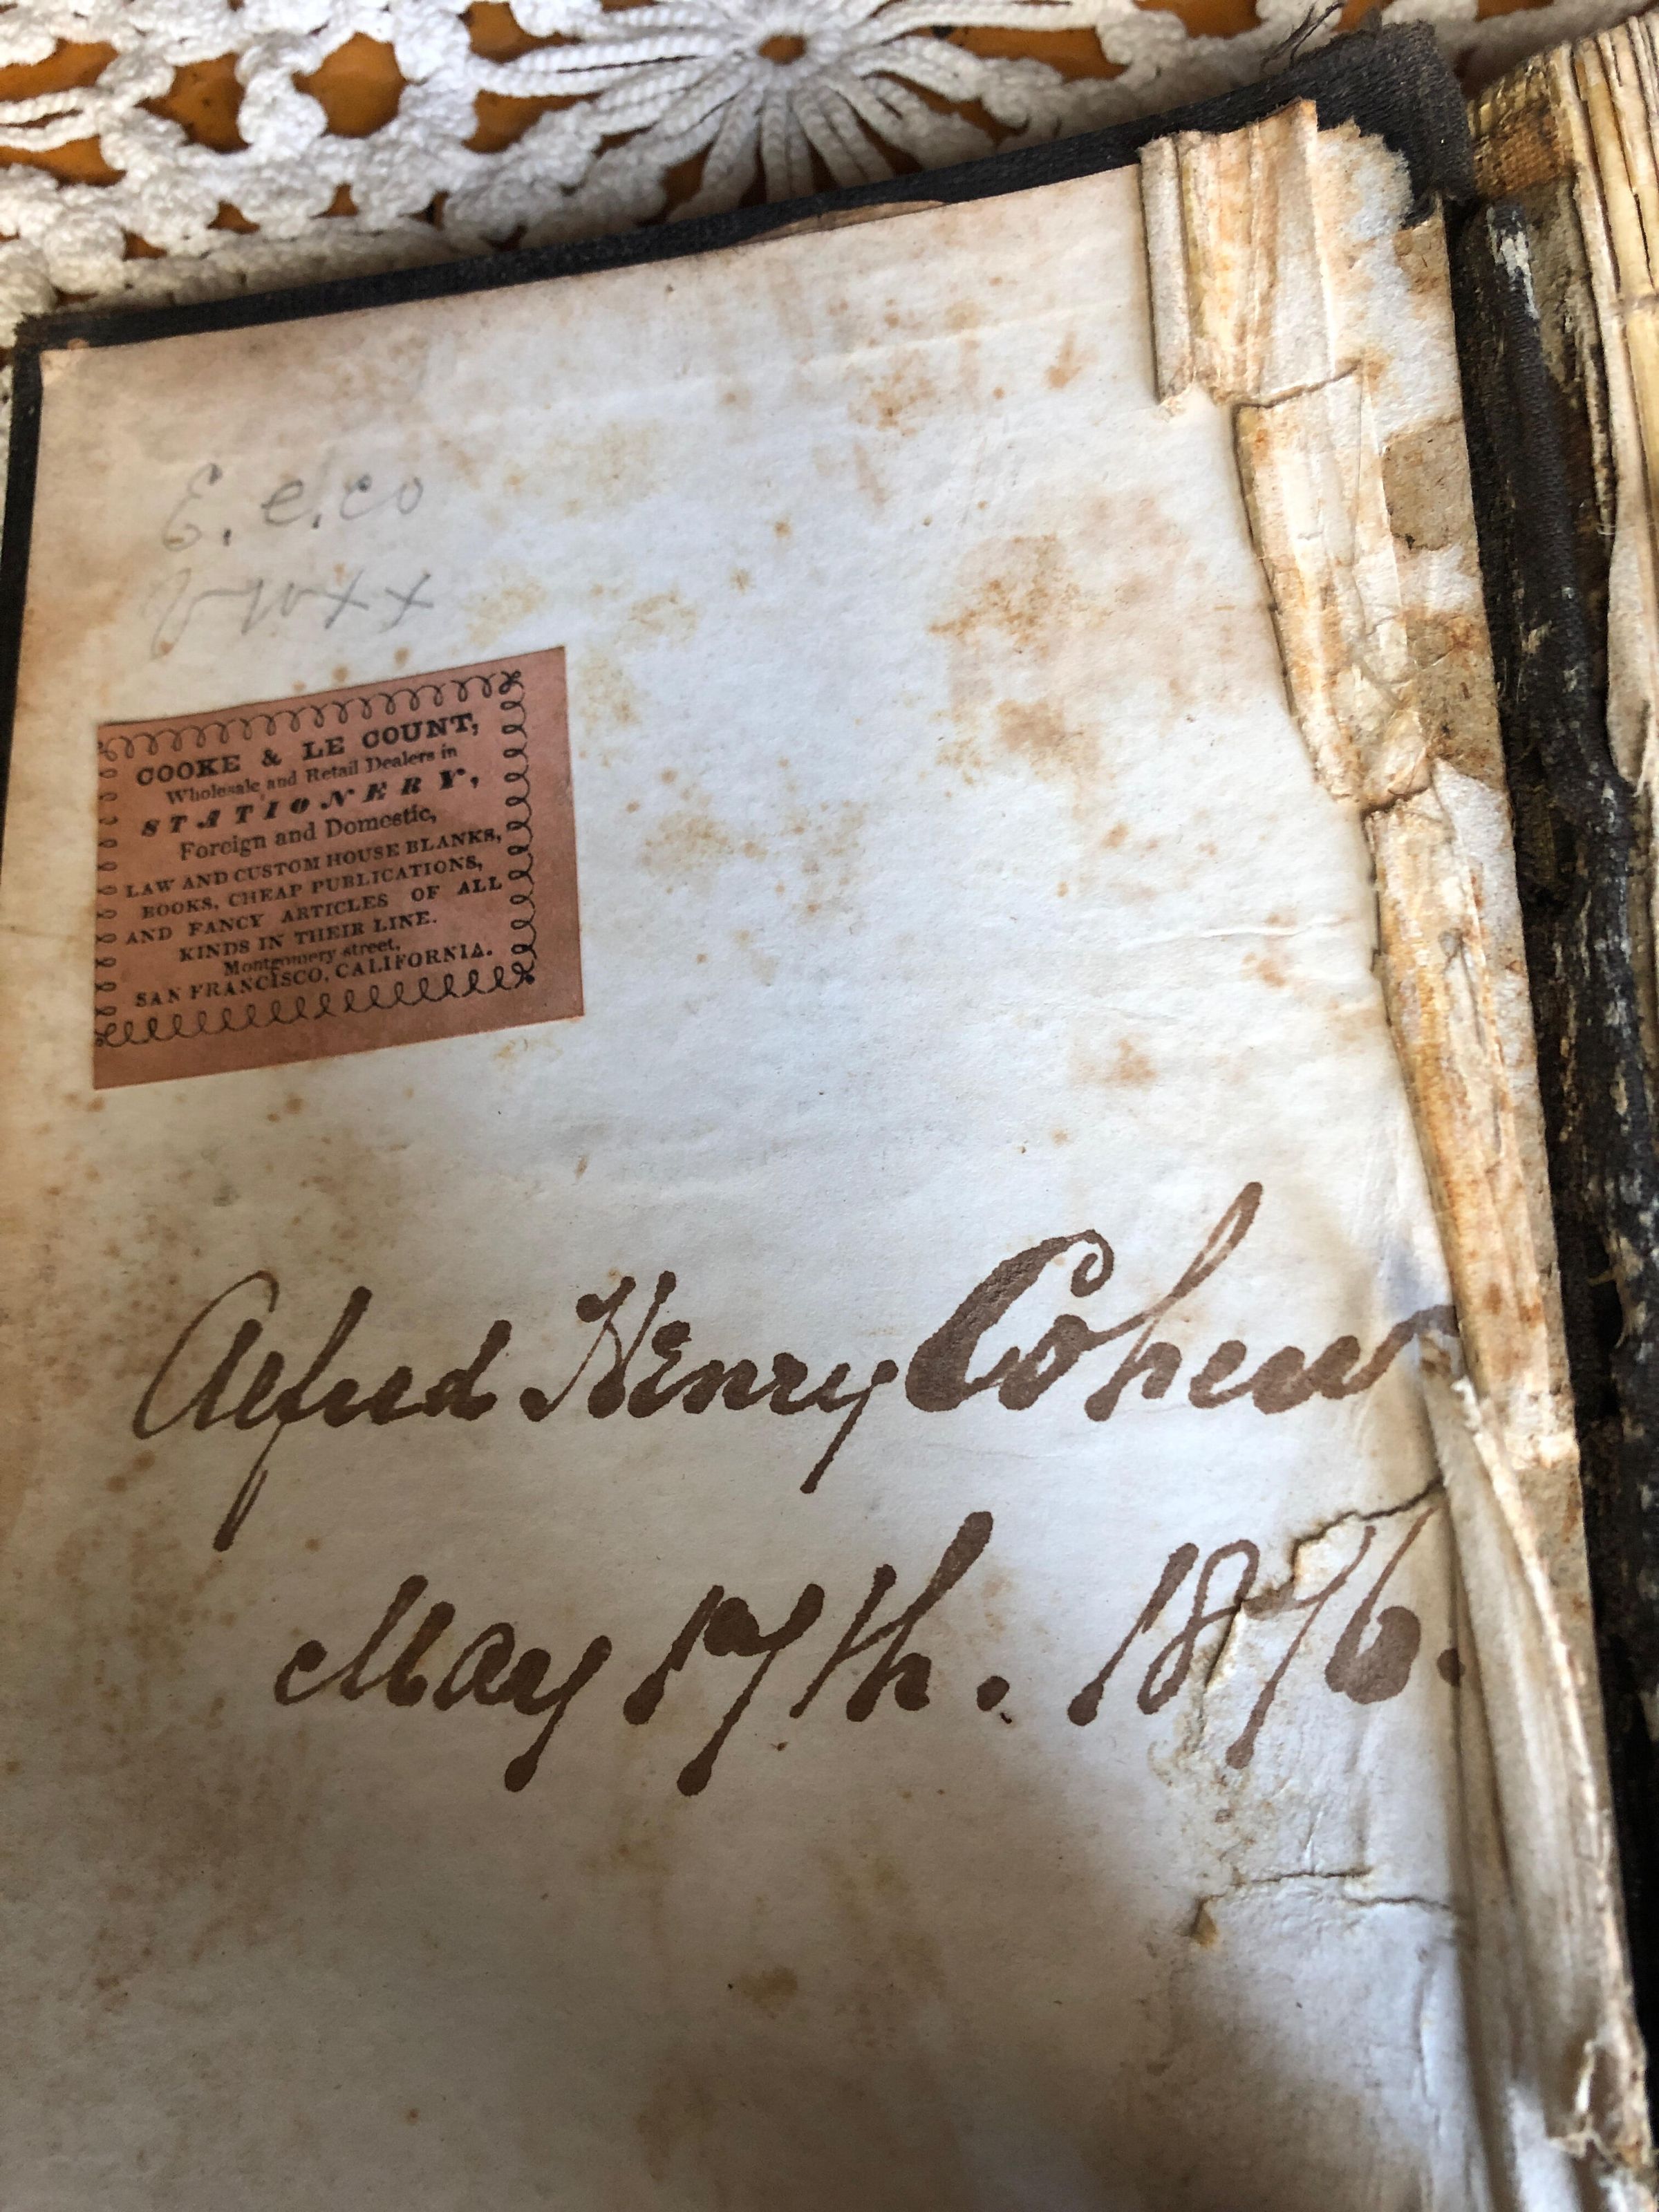 E. e. co
COOKE & LE COUNT,
Wholesale and Retail Dealers in
STATIONERY,
Foreign and Domestic,
LAW AND CUSTOM HOUSE BLANKS,
BOOKS, CHEAP PUBLICATIONS,
AND FANCY ARTICLES OF ALL
KINDS IN THEIR LINE.
Montgomery street,
SAN FRANCISCO, CALIFORNIA.
Alfred Henry Cohen
May 17th. 1876.